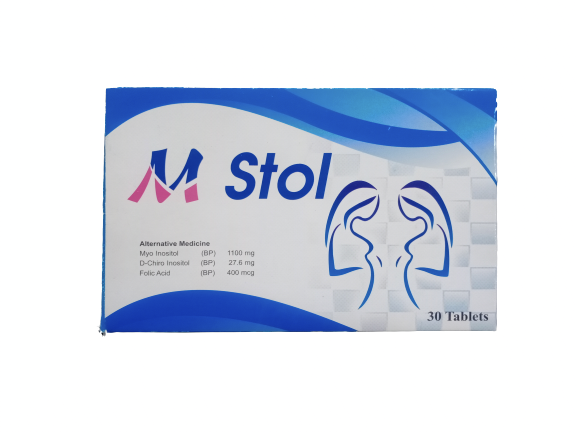 M Stol
Alternative Medicine
Myo Inositol (BP) 1100 mg
D-Chiro Inositol (BP) 27.6 mg
Folic Acid (BP) 400 mcg
30 Tablets